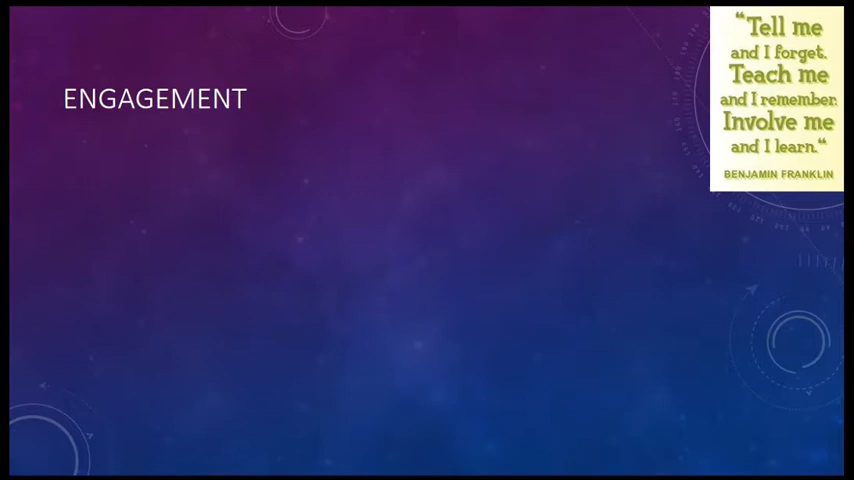 ENGAGEMENT
“Tell me
and I forget.
Teach me
and I remember.
Involve me
and I learn.“
BENJAMIN FRANKLIN